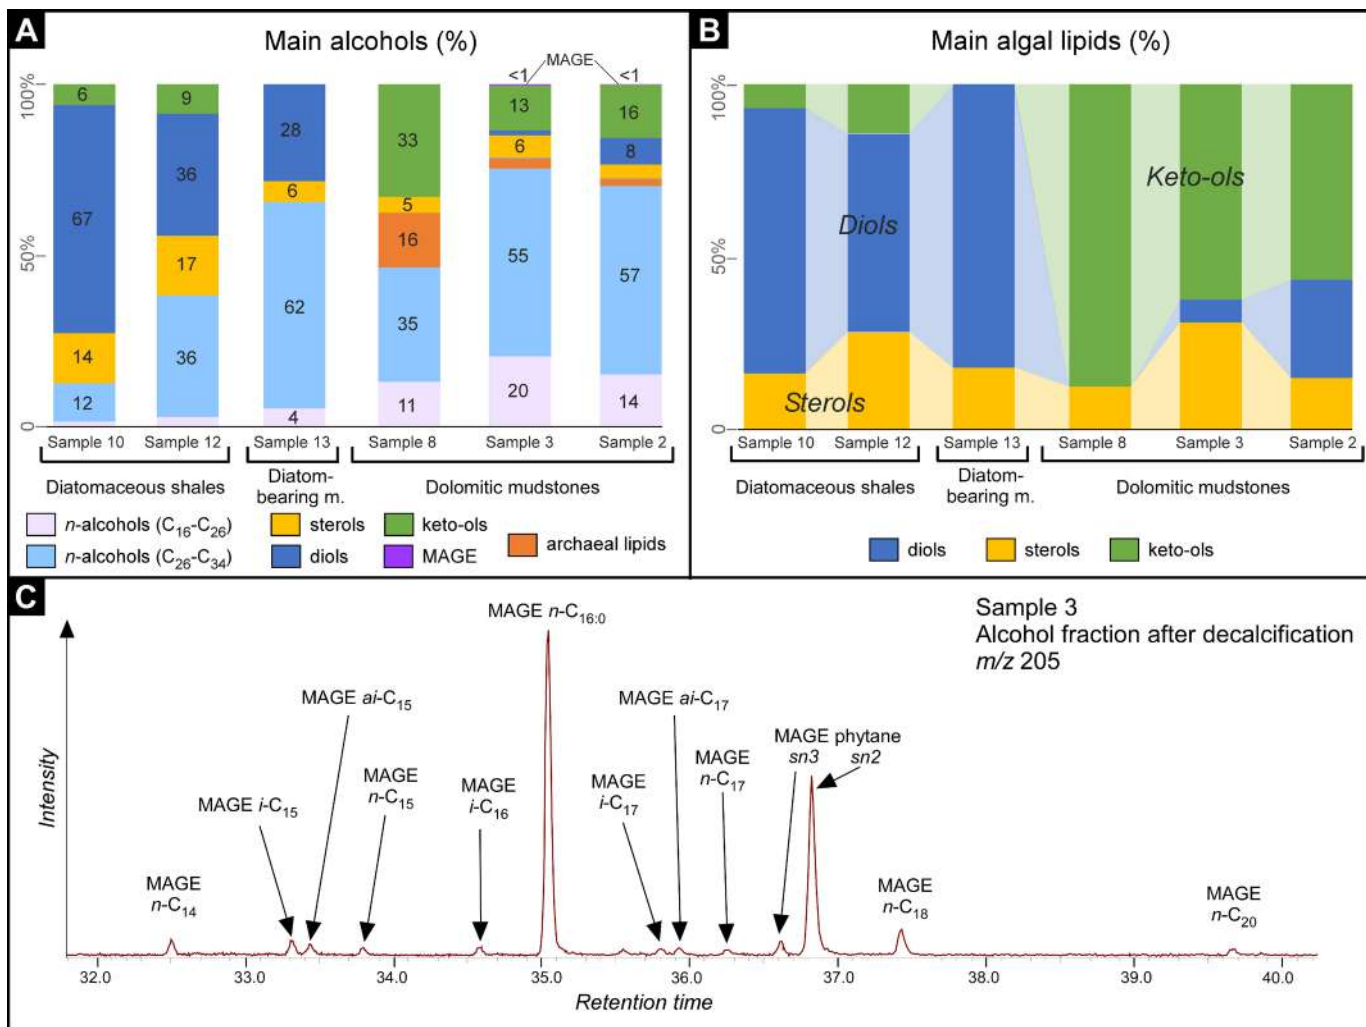 A
Main alcohols (%)
<1
MAGE
<1
100%
50%
0
6
67
14
12
9
36
17
36
28
6
62
4
33
5
16
35
11
13
6
55
20
16
8
57
14
Sample 10
Sample 12
Sample 13
Sample 8
Sample 3
Sample 2
Diatomaceous shales
Diatom-
bearing m.
Dolomitic mudstones
n-alcohols (C16-C26)
n-alcohols (C26-C34)
sterols
diols
keto-ols
MAGE
archaeal lipids
B
Main algal lipids (%)
100%
50%
0
Keto-ols
Diols
Sterols
Sample 10
Sample 12
Sample 13
Sample 8
Sample 3
Sample 2
Diatomaceous shales
Diatom-
bearing m.
Dolomitic mudstones
diols
sterols
keto-ols
C
Sample 3
Alcohol fraction after decalcification
m/z 205
Intensity
MAGE
n-C14
MAGE i-C15
MAGE ai-C15
MAGE
n-C15
MAGE
i-C16
MAGE n-C16:0
MAGE
i-C17
MAGE ai-C17
MAGE
n-C17
MAGE phytane
sn3 sn2
MAGE
n-C18
MAGE
n-C20
32.0 33.0 34.0 35.0 36.0 37.0 38.0 39.0 40.0
Retention time